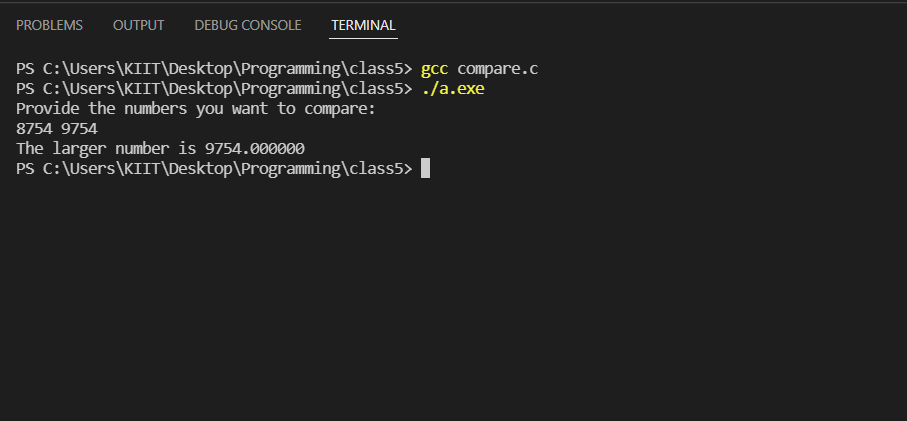 PROBLEMS OUTPUT DEBUG CONSOLE TERMINAL
PS C:\Users\KIIT\Desktop\Programming\class5> gcc compare.c
PS C:\Users\KIIT\Desktop\Programming\class5> ./a.exe
Provide the numbers you want to compare:
8754 9754
The larger number is 9754.000000
PS C:\Users\KIIT\Desktop\Programming\class5>